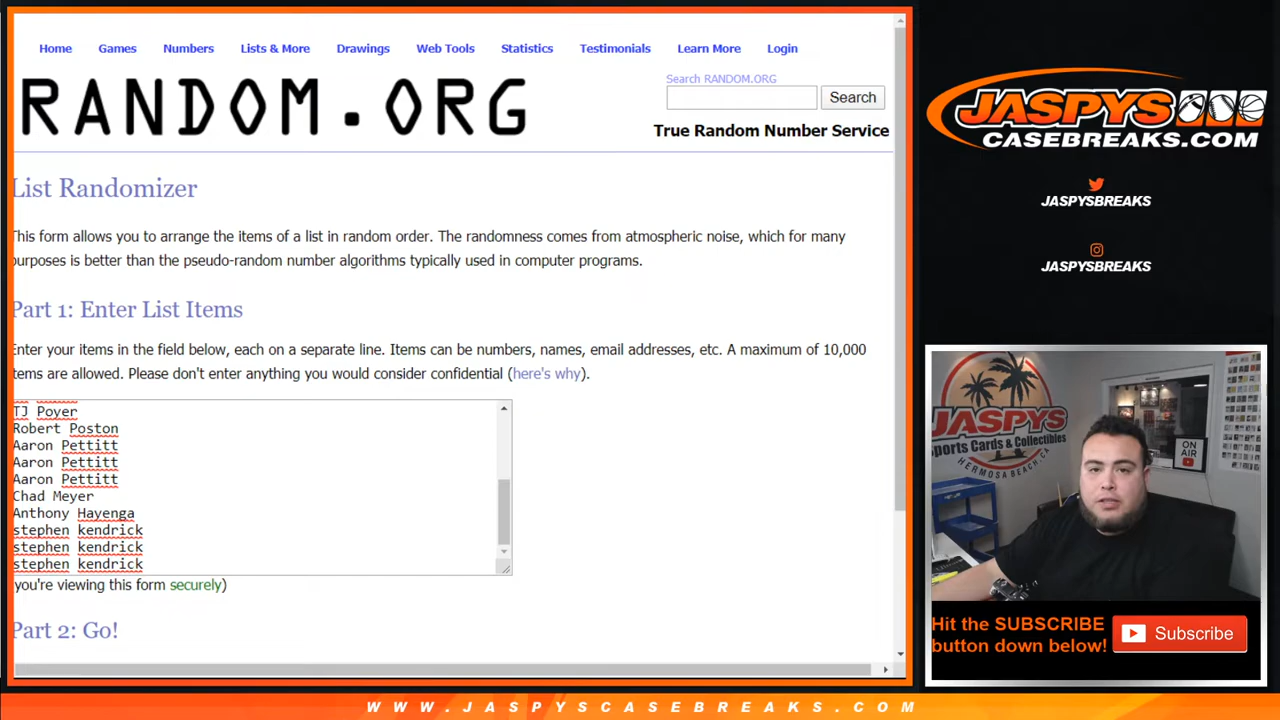 Home Games Numbers Lists & More Drawings Web Tools Statistics Testimonials Learn More Login
RANDOM.ORG
Search RANDOM.ORG
Search
True Random Number Service
List Randomizer
This form allows you to arrange the items of a list in random order. The randomness comes from atmospheric noise, which for many
purposes is better than the pseudo-random number algorithms typically used in computer programs.
Part 1: Enter List Items
Enter your items in the field below, each on a separate line. Items can be numbers, names, email addresses, etc. A maximum of 10,000
items are allowed. Please don't enter anything you would consider confidential (here's why).
TJ Poyer
Robert Poston
Aaron Pettitt
Aaron Pettitt
Aaron Pettitt
Chad Meyer
Anthony Hayenga
stephen kendrick
stephen kendrick
stephen kendrick
you're viewing this form securely)
Part 2: Go!
JASPYS
CASEBREAKS.COM
JASPYSBREAKS
JASPYSBREAKS
JASPYS
Sports Cards & Collectibles
HERMOSA BEACH, CA
ON
AIR
Hit the SUBSCRIBE
button down below!
Subscribe
WWW.JASPYSCASEBREAKS.COM